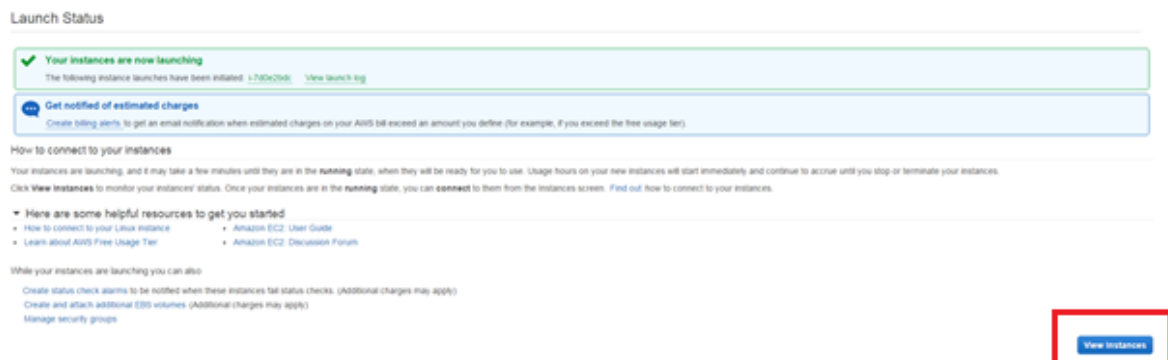 Launch Status
Your instances are now launching
The following instance launches have been initiated: i-7d0e2bdc View launch log
Get notified of estimated charges
Create billing alerts to get an email notification when estimated charges on your AWS bill exceed an amount you define (for example, if you exceed the free usage tier).
How to connect to your instances
Your instances are launching, and it may take a few minutes until they are in the running state, when they will be ready for you to use. Usage hours on your new instances will start immediately and continue to accrue until you stop or terminate your instances.
Click View Instances to monitor your instances' status. Once your instances are in the running state, you can connect to them from the Instances screen. Find out how to connect to your instances.
Here are some helpful resources to get you started
How to connect to your Linux instance
Amazon EC2: User Guide
Learn about AWS Free Usage Tier
Amazon EC2: Discussion Forum
While your instances are launching you can also
Create status check alarms to be notified when these instances fail status checks. (Additional charges may apply)
Create and attach additional EBS volumes (Additional charges may apply)
Manage security groups
View Instances